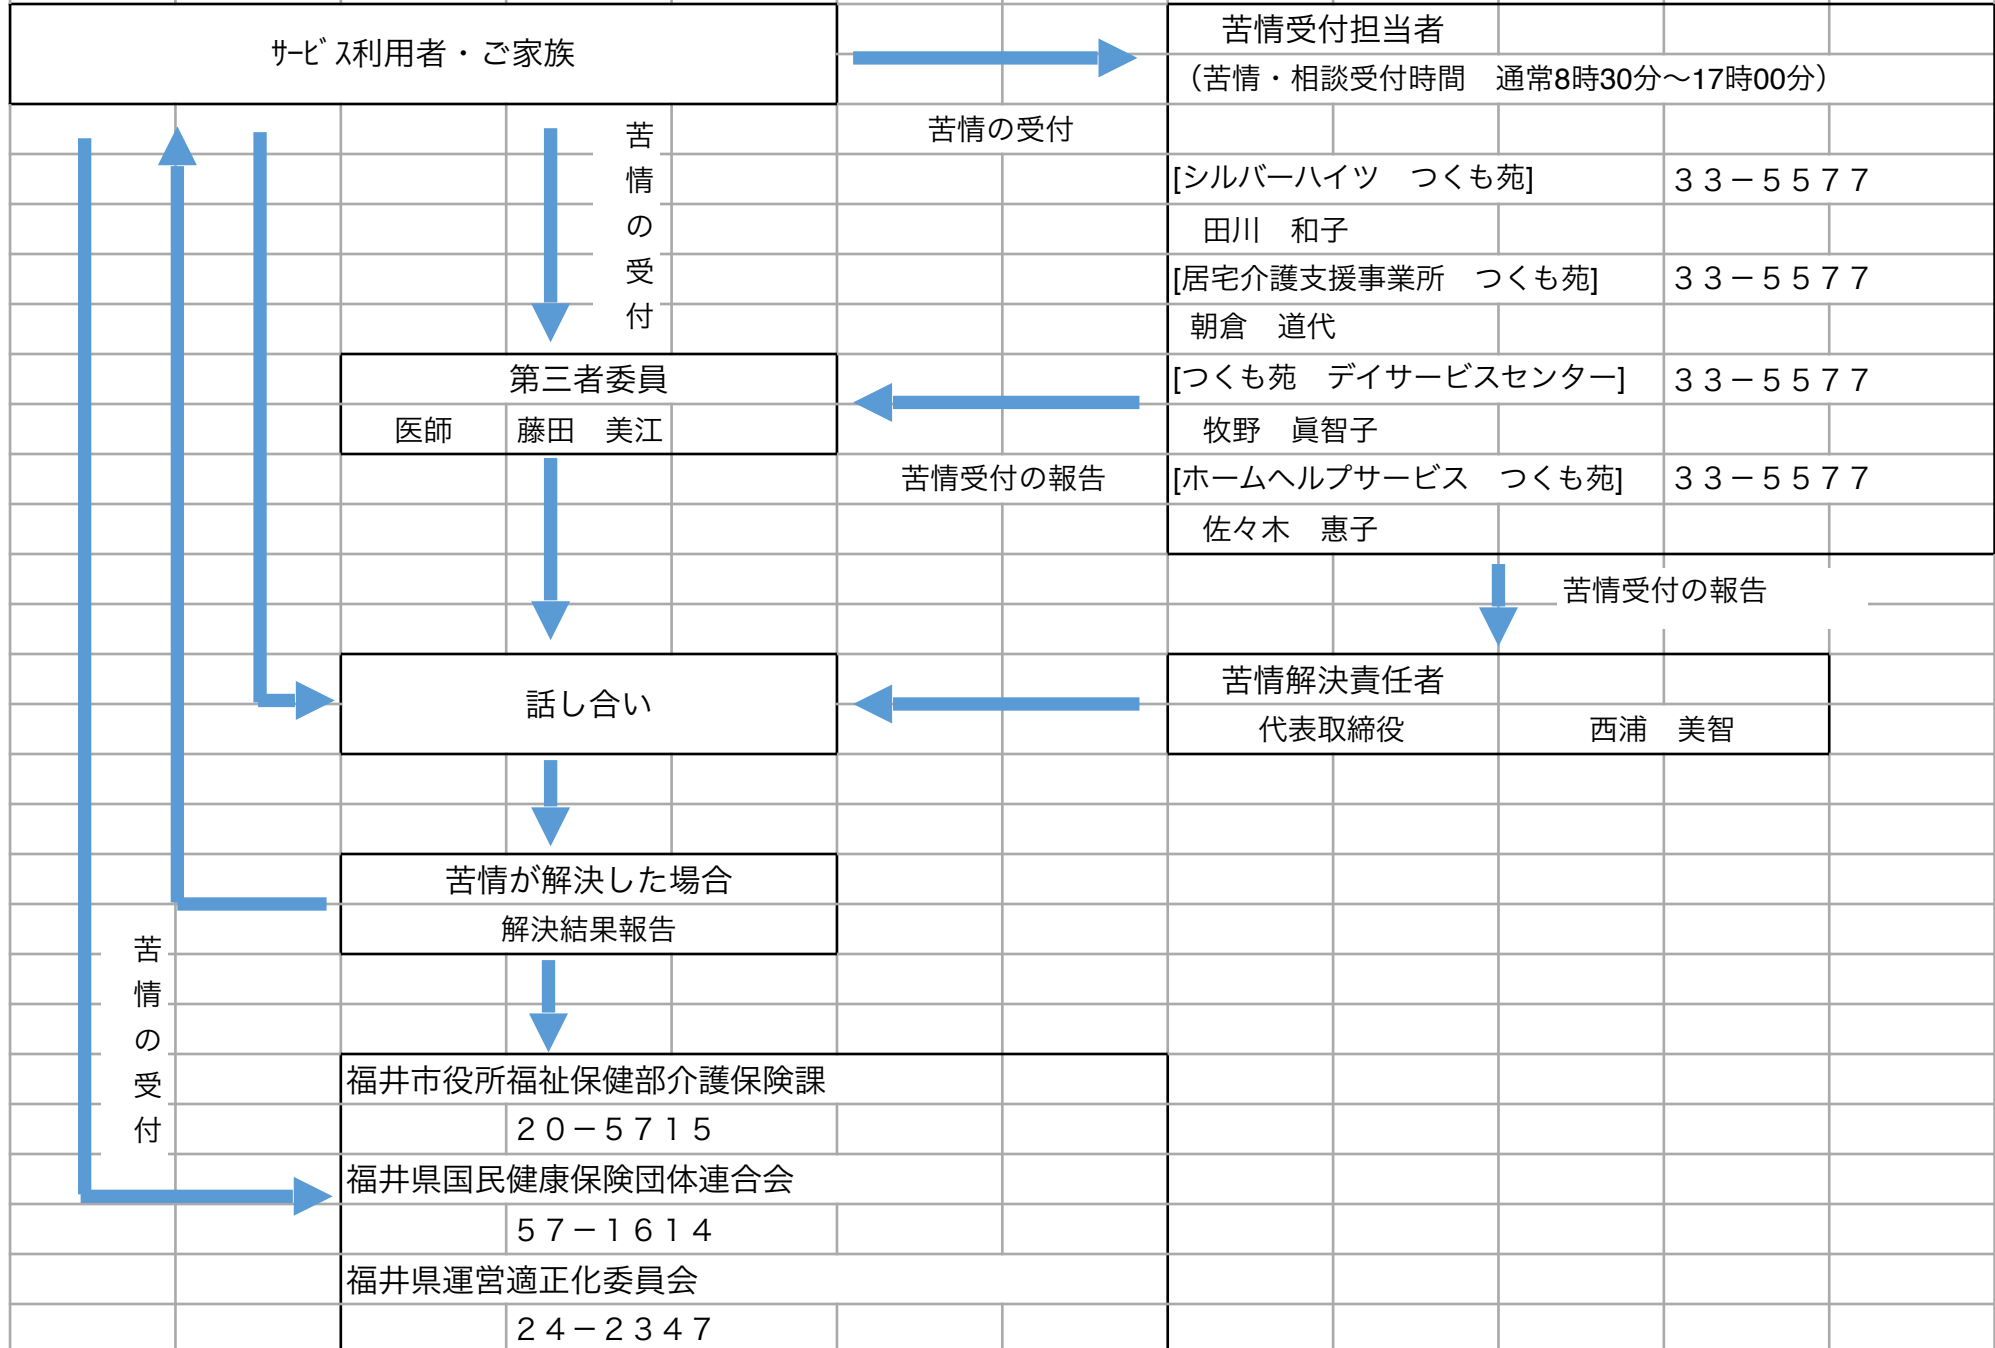 ｻｰﾋﾞｽ利用者・ご家族
苦情受付担当者
（苦情・相談受付時間　通常8時30分～17時00分）
苦情の受付
苦情の受付
[シルバーハイツ　つくも苑]　３３－５５７７
田川　和子
[居宅介護支援事業所　つくも苑]　３３－５５７７
朝倉　道代
[つくも苑　デイサービスセンター]　３３－５５７７
牧野　眞智子
[ホームヘルプサービス　つくも苑]　３３－５５７７
佐々木　惠子
第三者委員
医師　藤田　美江
苦情受付の報告
苦情受付の報告
話し合い
苦情解決責任者
代表取締役　西浦　美智
苦情が解決した場合
解決結果報告
苦情の受付
福井市役所福祉保健部介護保険課
２０－５７１５
福井県国民健康保険団体連合会
５７－１６１４
福井県運営適正化委員会
２４－２３４７